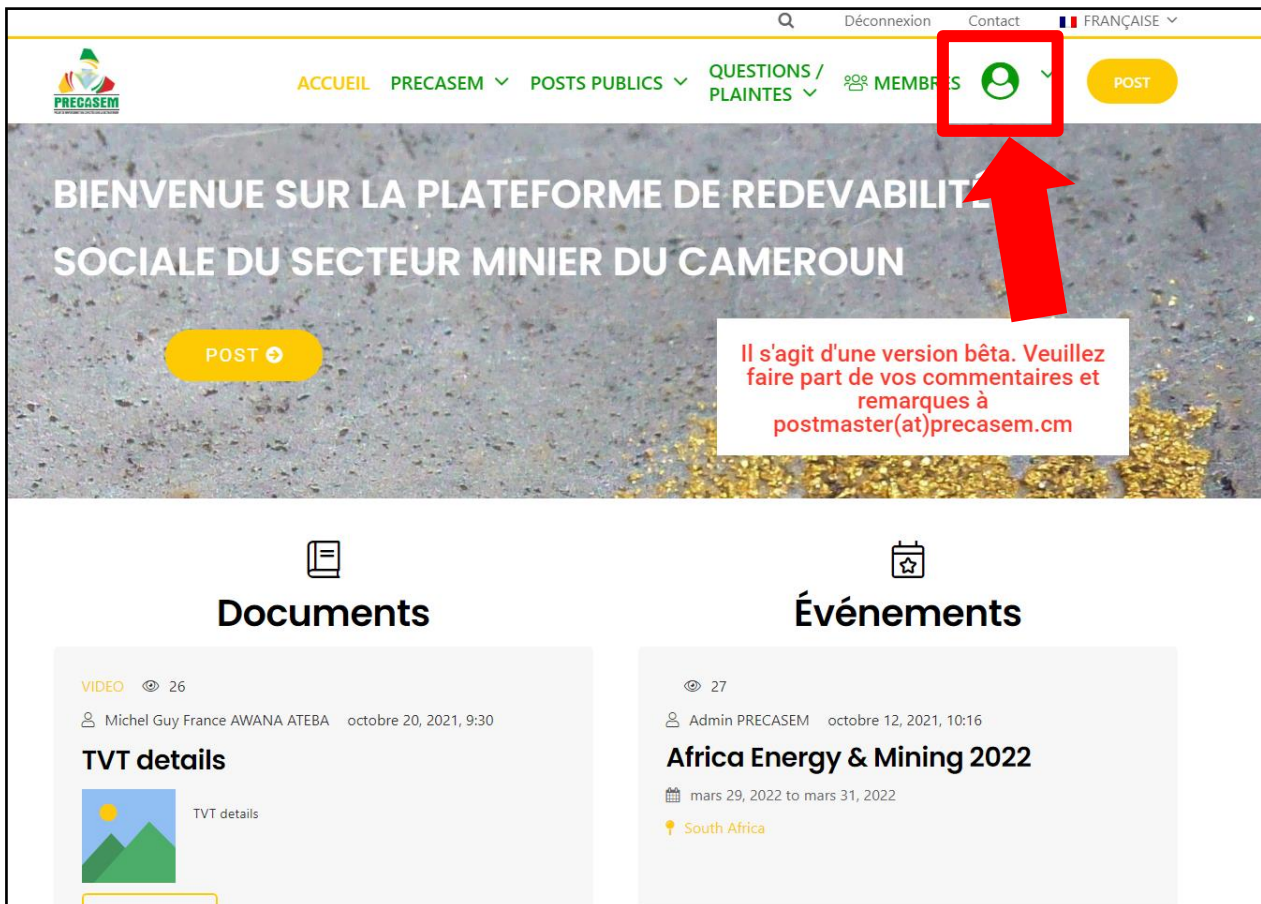 Déconnexion Contact FRANÇAISE
PRECASEM
ACCUEIL PRECASEM POSTS PUBLICS QUESTIONS / PLAINTES MEMBRES POST
BIENVENUE SUR LA PLATEFORME DE REDEVABILITÉ
SOCIALE DU SECTEUR MINIER DU CAMEROUN
POST
Il s'agit d'une version bêta. Veuillez
faire part de vos commentaires et
remarques à
postmaster(at)precasem.cm
Documents
VIDEO 26
Michel Guy France AWANA ATEBA octobre 20, 2021, 9:30
TVT details
TVT details
Événements
27
Admin PRECASEM octobre 12, 2021, 10:16
Africa Energy & Mining 2022
mars 29, 2022 to mars 31, 2022
South Africa